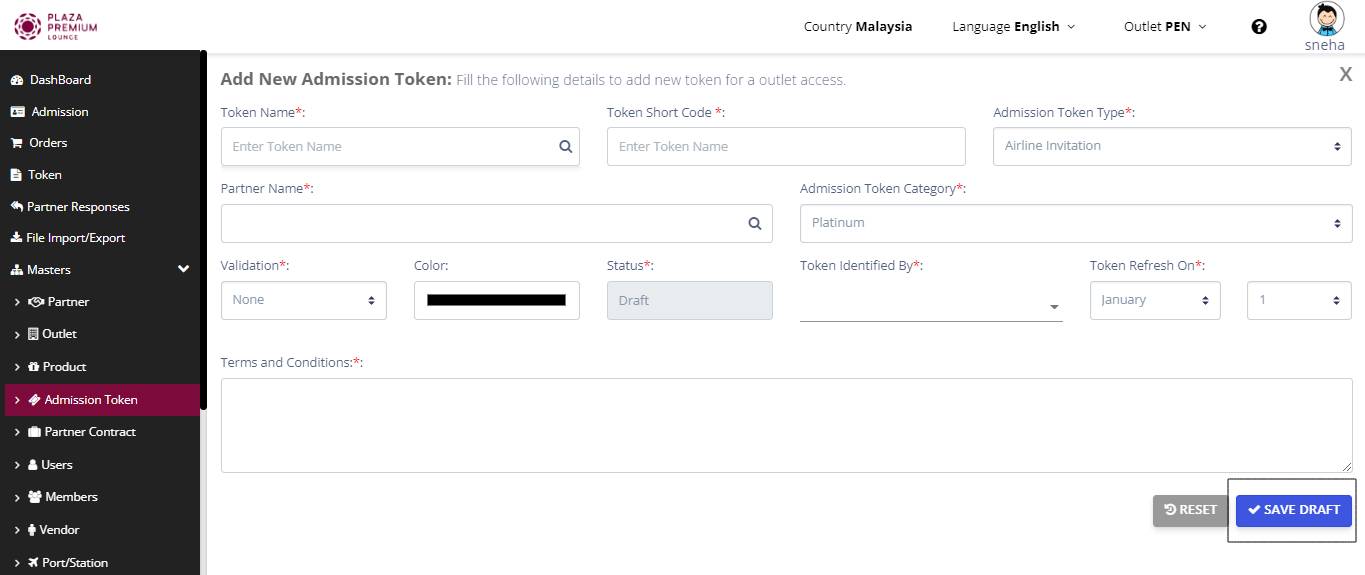 PLAZA
PREMIUM
LOUNGE
Country Malaysia
Language English
Outlet PEN
sneha
DashBoard
Admission
Orders
Token
Partner Responses
File Import/Export
Masters
Partner
Outlet
Product
Admission Token
Partner Contract
Users
Members
Vendor
Port/Station
Add New Admission Token: Fill the following details to add new token for a outlet access.
X
Token Name*:
Token Short Code *:
Admission Token Type*:
Enter Token Name
Enter Token Name
Airline Invitation
Partner Name*:
Admission Token Category*:
Platinum
Validation*:
Color:
Status*:
Token Identified By*:
Token Refresh On*:
None
Draft
January
1
Terms and Conditions:*:
RESET
SAVE DRAFT